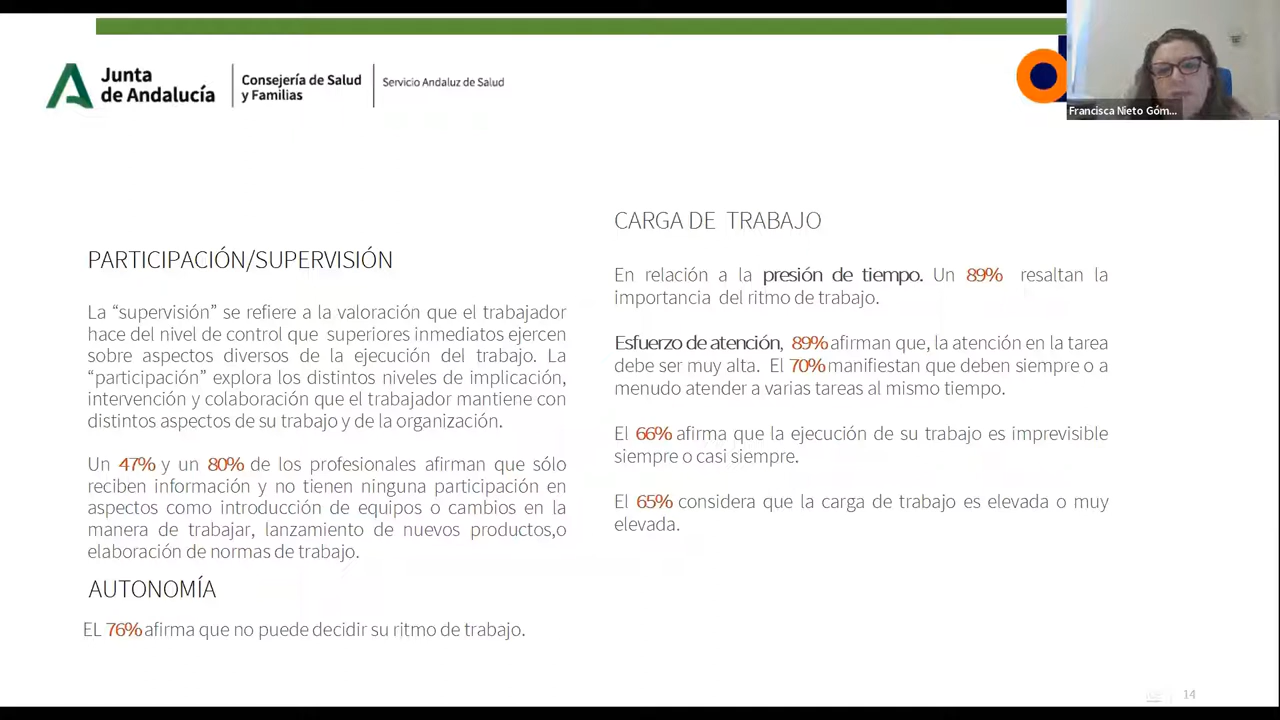 Junta
de Andalucía
Consejería de Salud
y Familias
Servicio Andaluz de Salud
Francisca Nieto Góm...
PARTICIPACIÓN/SUPERVISIÓN
La “supervisión” se refiere a la valoración que el trabajador
hace del nivel de control que superiores inmediatos ejercen
sobre aspectos diversos de la ejecución del trabajo. La
“participación” explora los distintos niveles de implicación,
intervención y colaboración que el trabajador mantiene con
distintos aspectos de su trabajo y de la organización.
Un 47% y un 80% de los profesionales afirman que sólo
reciben información y no tienen ninguna participación en
aspectos como introducción de equipos o cambios en la
manera de trabajar, lanzamiento de nuevos productos,o
elaboración de normas de trabajo.
AUTONOMÍA
EL 76% afirma que no puede decidir su ritmo de trabajo.
CARGA DE TRABAJO
En relación a la presión de tiempo. Un 89% resaltan la
importancia del ritmo de trabajo.
Esfuerzo de atención, 89% afirman que, la atención en la tarea
debe ser muy alta. El 70% manifiestan que deben siempre o a
menudo atender a varias tareas al mismo tiempo.
El 66% afirma que la ejecución de su trabajo es imprevisible
siempre o casi siempre.
El 65% considera que la carga de trabajo es elevada o muy
elevada.
14